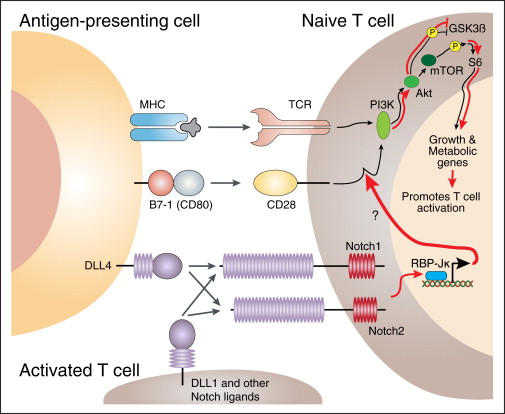 Antigen-presenting cell
Naive T cell
P
GSK3ß
P
mTOR
S6
Akt
PI3K
MHC
TCR
Growth &
Metabolic
genes
B7-1 (CD80)
CD28
Promotes T cell
activation
?
DLL4
Notch1
RBP-Jκ
Notch2
Activated T cell
DLL1 and other
Notch ligands